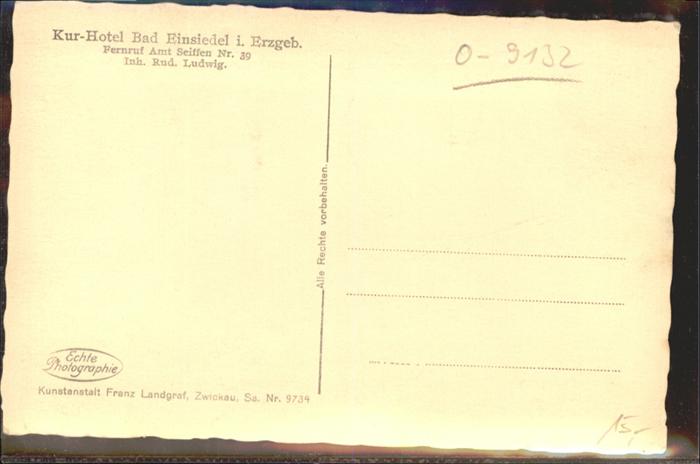 Kur-Hotel Bad Einsiedel i. Erzgeb.
Fernruf Amt Seiffen Nr. 39
Inh. Rud. Ludwig.
O-9132
Alle Rechte vorbehalten.
Echte
Photographie
Kunstanstalt Franz Landgraf, Zwickau, Sa. Nr. 9734
15,-